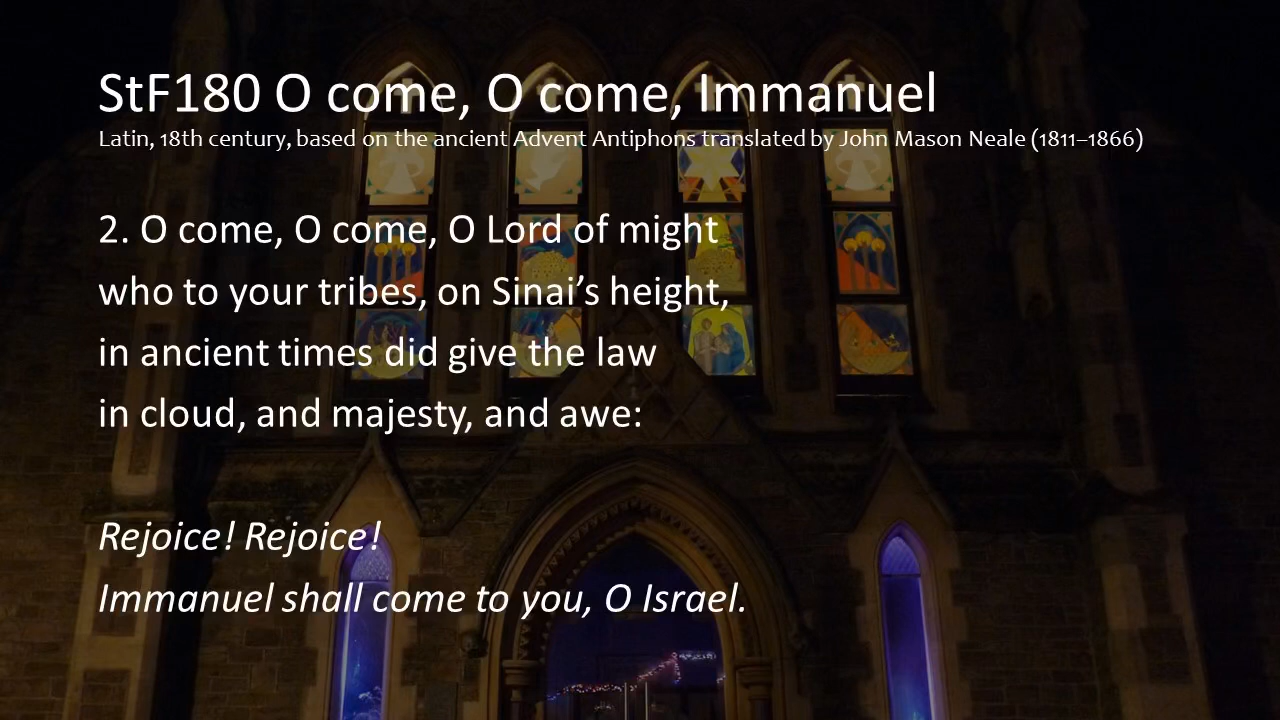 StF180 O come, O come, Immanuel
Latin, 18th century, based on the ancient Advent Antiphons translated by John Mason Neale (1811–1866)
2. O come, O come, O Lord of might
who to your tribes, on Sinai’s height,
in ancient times did give the law
in cloud, and majesty, and awe:
Rejoice! Rejoice!
Immanuel shall come to you, O Israel.